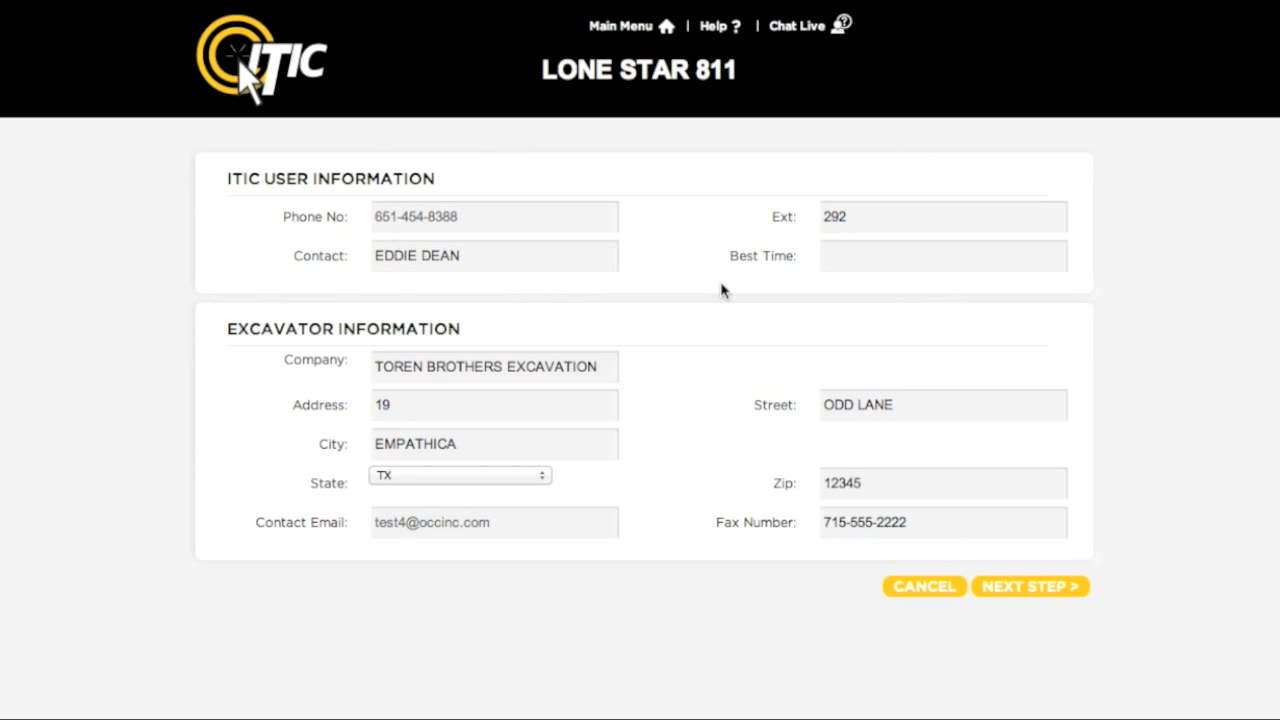 Main Menu | Help ? | Chat Live ?
ITIC
LONE STAR 811
ITIC USER INFORMATION
Phone No: 651-454-8388 Ext: 292
Contact: EDDIE DEAN Best Time:
EXCAVATOR INFORMATION
Company: TOREN BROTHERS EXCAVATION
Address: 19 Street: ODD LANE
City: EMPATHICA
State: TX Zip: 12345
Contact Email: test4@occinc.com Fax Number: 715-555-2222
CANCEL NEXT STEP >